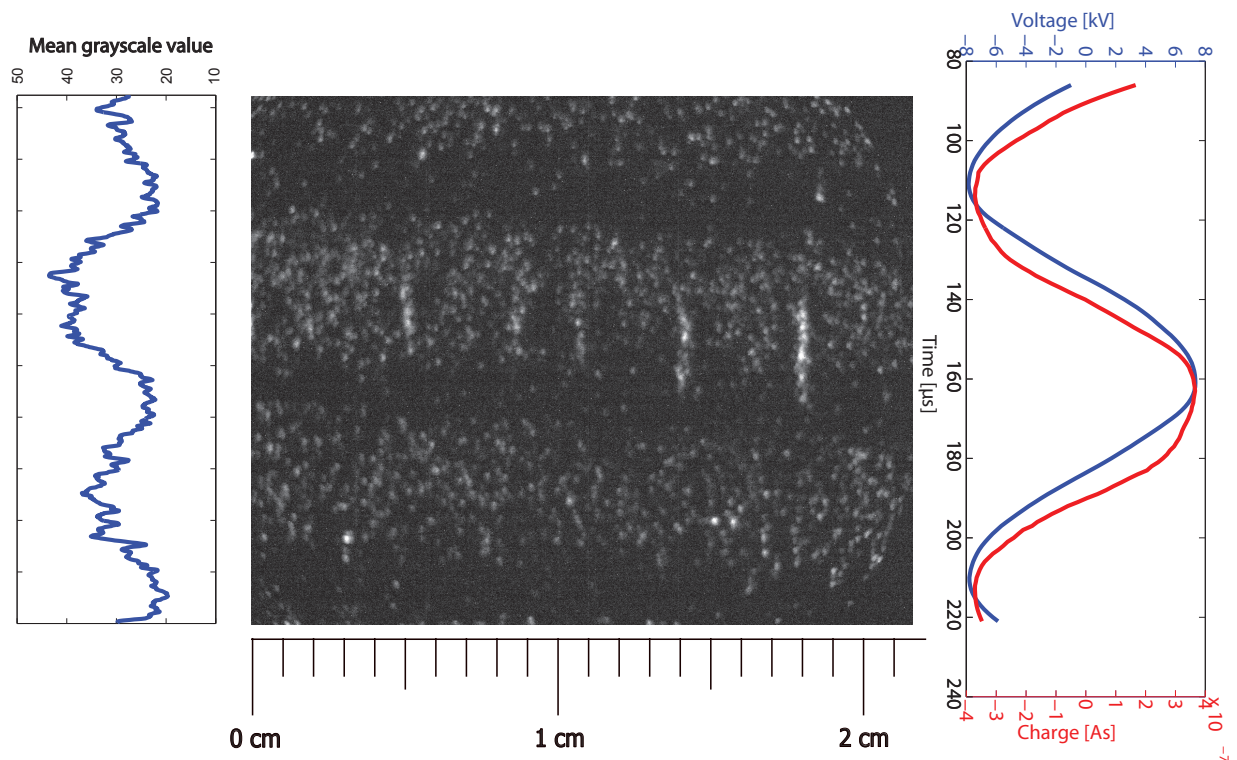 Mean grayscale value
50 40 30 20 10
0 cm 1 cm 2 cm
Voltage [kV]
−8 −6 −4 −2 0 2 4 6 8
80
100
120
140
160
180
200
220
240
Time [µs]
−4 −3 −2 −1 0 1 2 3 4
x 10
−7
Charge [As]